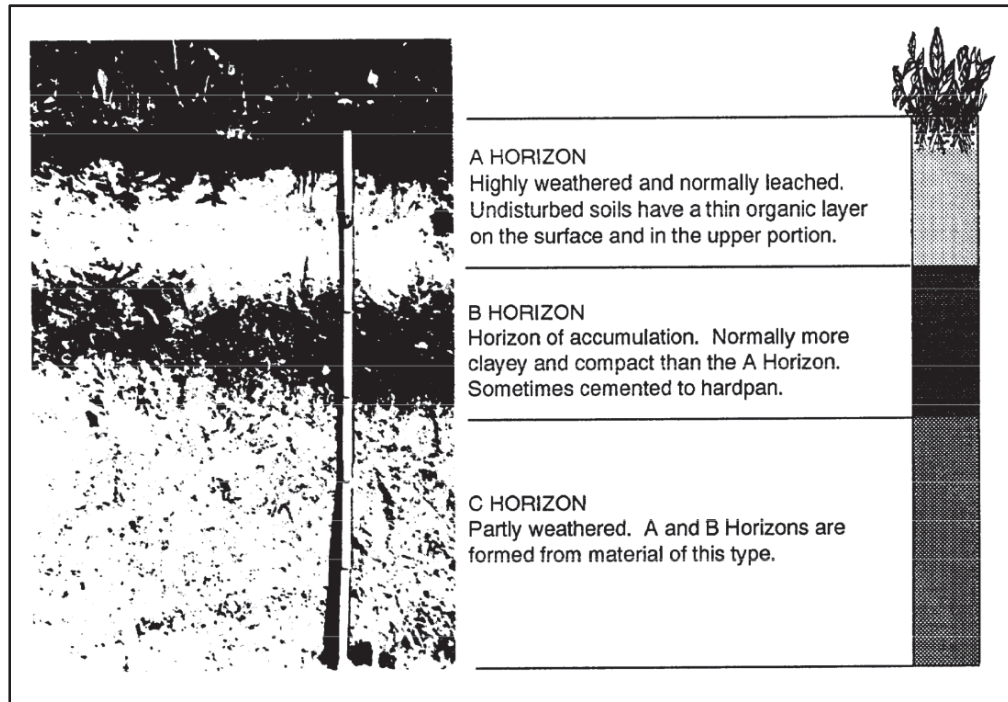 A HORIZON
Highly weathered and normally leached.
Undisturbed soils have a thin organic layer
on the surface and in the upper portion.
B HORIZON
Horizon of accumulation. Normally more
clayey and compact than the A Horizon.
Sometimes cemented to hardpan.
C HORIZON
Partly weathered. A and B Horizons are
formed from material of this type.